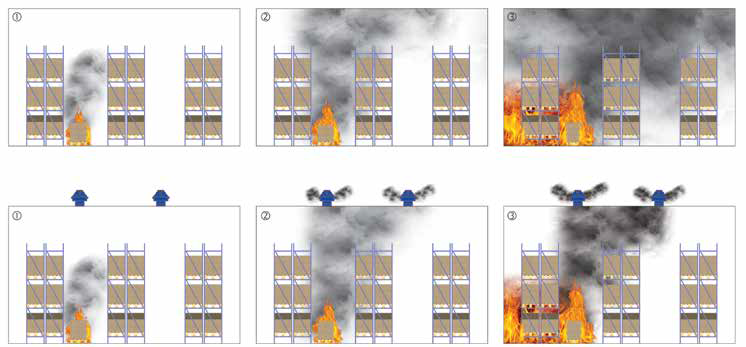 ① ② ③
① ② ③